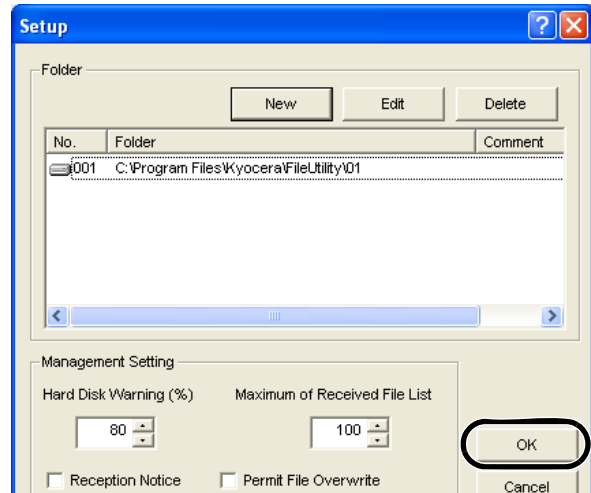 Setup
Folder
New Edit Delete
No. Folder Comment
001 C:\Program Files\Kyocera\FileUtility\01
Management Setting
Hard Disk Warning (%) Maximum of Received File List
80 100
OK
Reception Notice Permit File Overwrite
Cancel